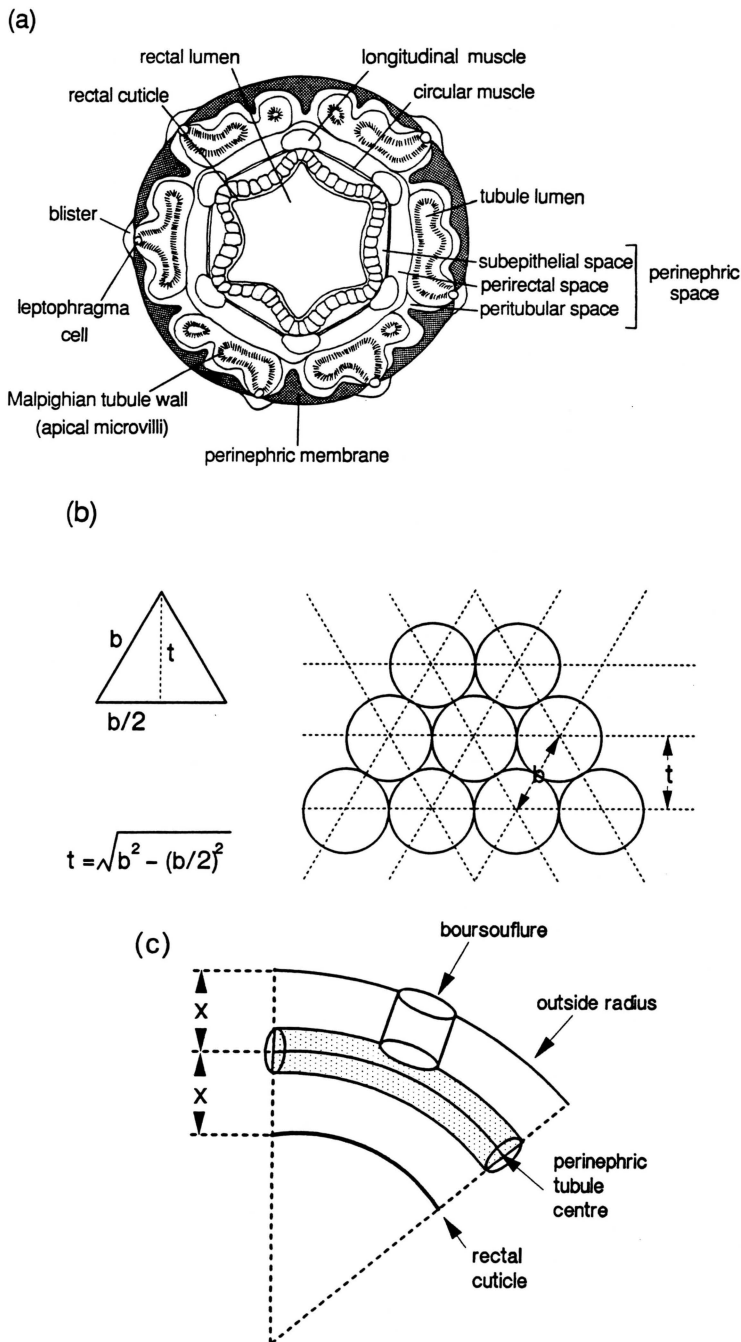 (a)
rectal lumen
longitudinal muscle
rectal cuticle
circular muscle
blister
tubule lumen
subepithelial space
perirectal space
peritubular space
perinephric
space
leptophragma
cell
Malpighian tubule wall
(apical microvilli)
perinephric membrane
(b)
b
t
b/2
b
t
t = √b² − (b/2)²
(c)
boursouflure
outside radius
x
x
perinephric
tubule
centre
rectal
cuticle